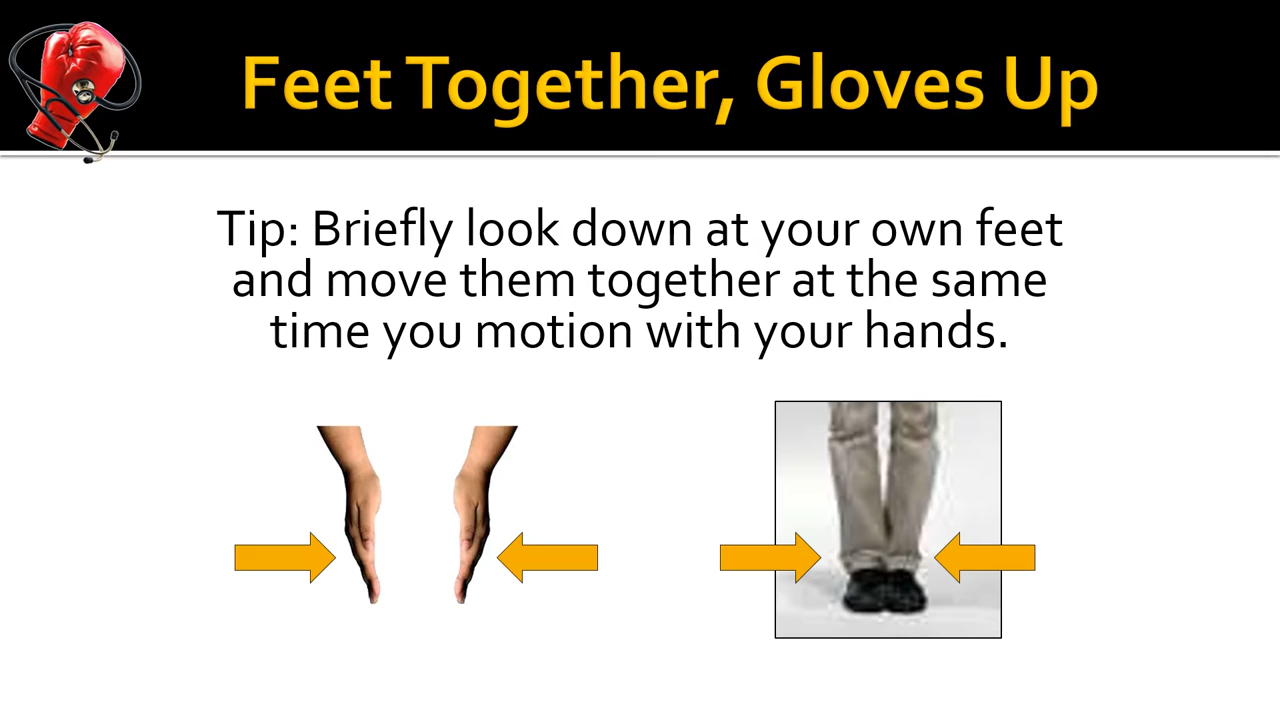 Feet Together, Gloves Up
Tip: Briefly look down at your own feet
and move them together at the same
time you motion with your hands.